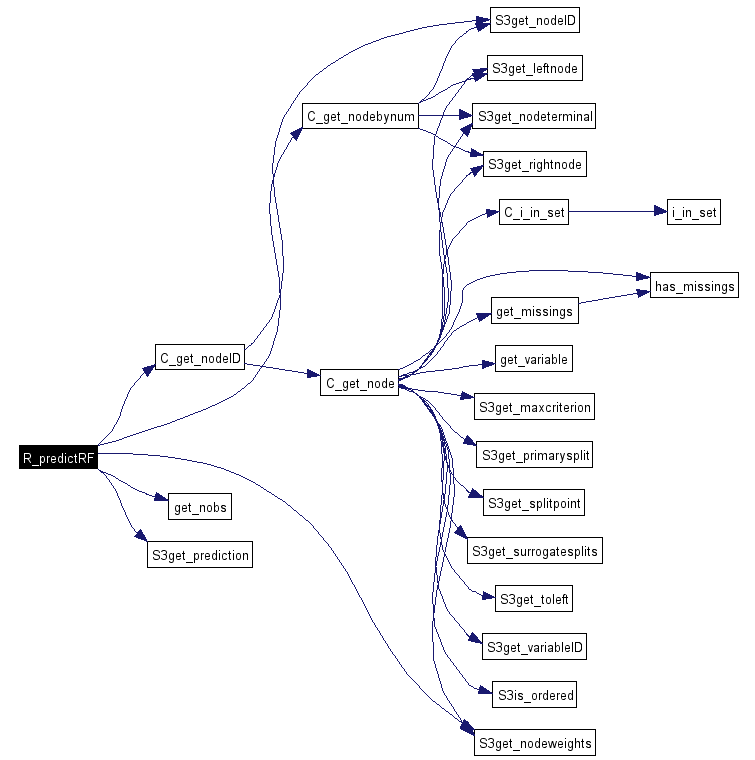 S3get_nodeID
S3get_leftnode
C_get_nodebynum
S3get_nodeterminal
S3get_rightnode
C_i_in_set
i_in_set
has_missings
get_missings
C_get_nodeID
get_variable
C_get_node
S3get_maxcriterion
R_predictRF
S3get_primarysplit
get_nobs
S3get_splitpoint
S3get_prediction
S3get_surrogatesplits
S3get_toleft
S3get_variableID
S3is_ordered
S3get_nodeweights